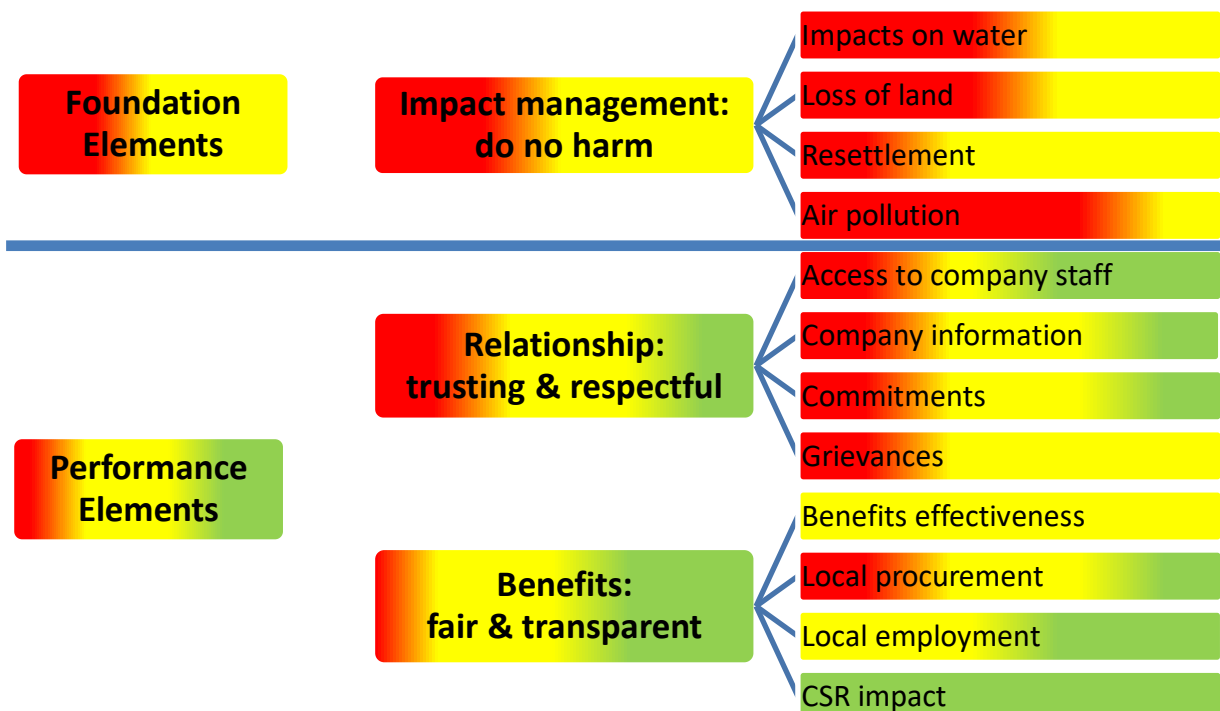 Foundation
Elements
Impact management:
do no harm
Impacts on water
Loss of land
Resettlement
Air pollution
Performance
Elements
Relationship:
trusting & respectful
Access to company staff
Company information
Commitments
Grievances
Benefits:
fair & transparent
Benefits effectiveness
Local procurement
Local employment
CSR impact